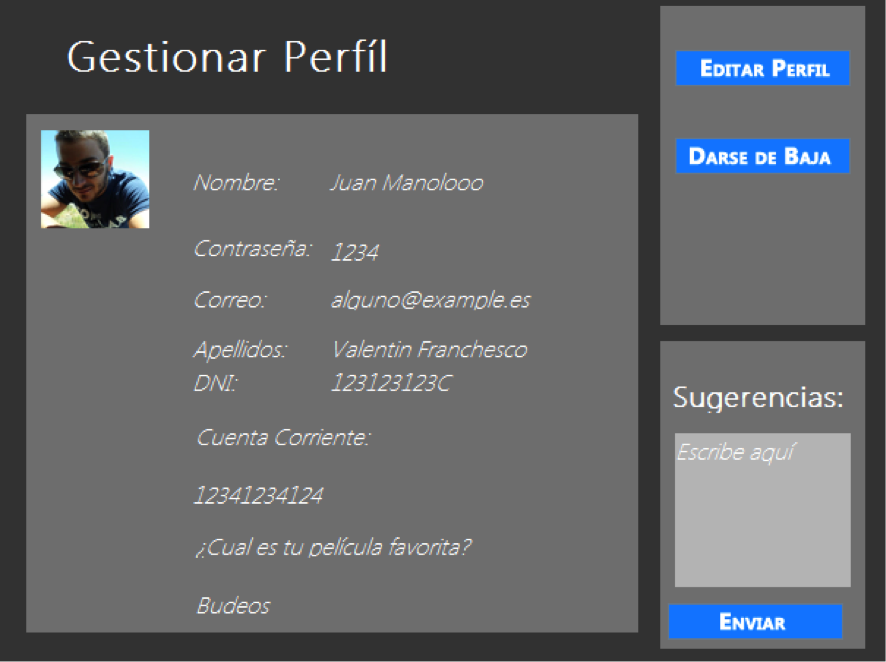 Gestionar Perfíl
Nombre: Juan Manolooo
Contraseña: 1234
Correo: alguno@example.es
Apellidos: Valentin Franchesco
DNI: 123123123C
Cuenta Corriente:
12341234124
¿Cual es tu película favorita?
Budeos
EDITAR PERFIL
DARSE DE BAJA
Sugerencias:
Escribe aquí
ENVIAR